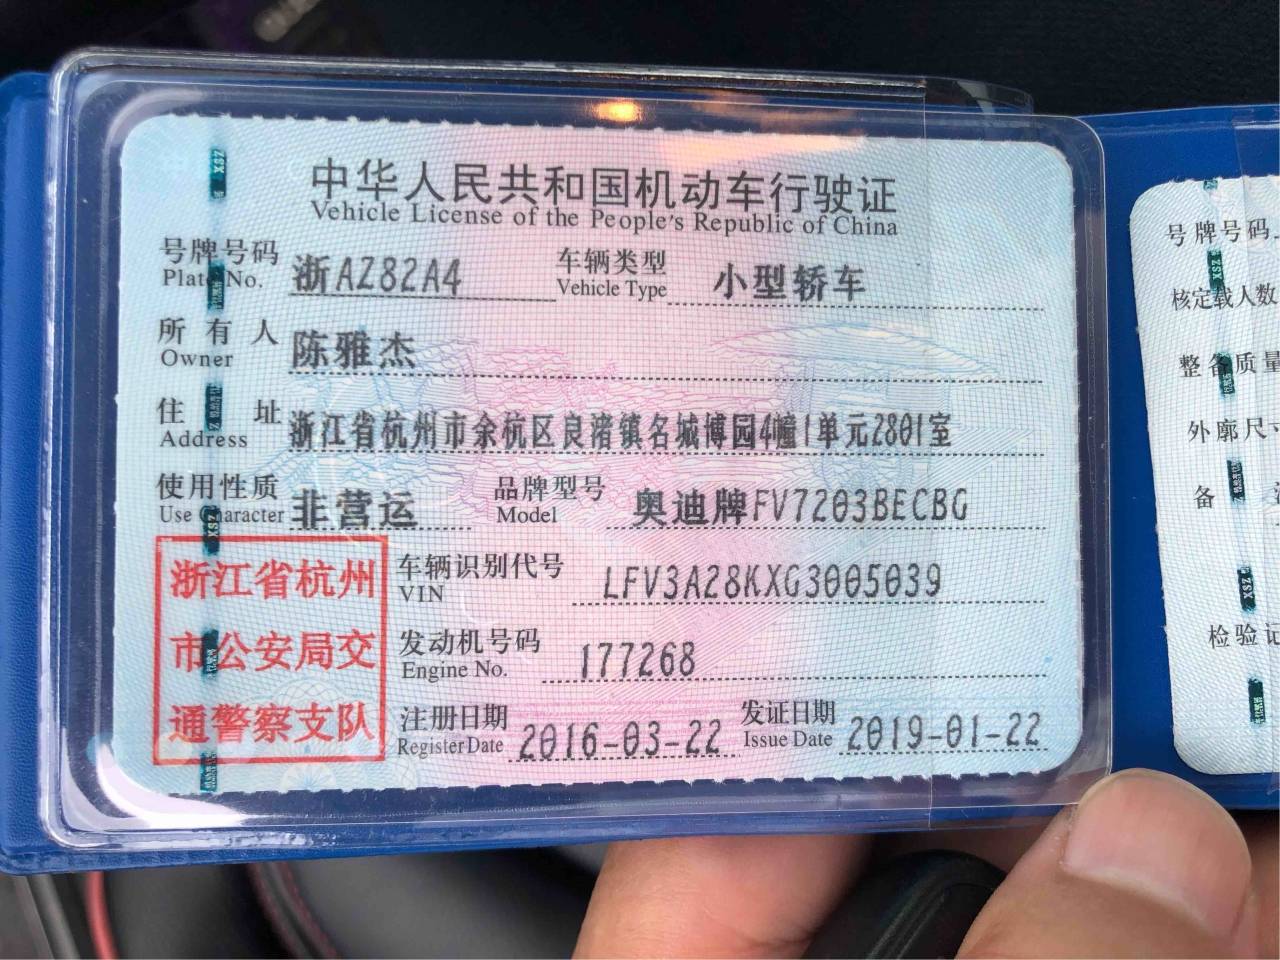 中华人民共和国机动车行驶证
Vehicle License of the People's Republic of China
号牌号码 浙AZ82A4 车辆类型 小型轿车
Plate No. Vehicle Type
所有人 陈雅杰
Owner
住址 浙江省杭州市余杭区良渚镇名城博园4幢1单元2801室
Address
使用性质 非营运 品牌型号 奥迪牌FV7203BECBG
Use Character Model
浙江省杭州
市公安局交
通警察支队
车辆识别代号 LFV3A28KXG3005039
VIN
发动机号码 177268
Engine No.
注册日期 2016-03-22 发证日期 2019-01-22
Register Date Issue Date
号牌号码
核定载人数
整备质量
外廓尺寸
备
检验记
XSZ
XSZ
XSZ
XSZ